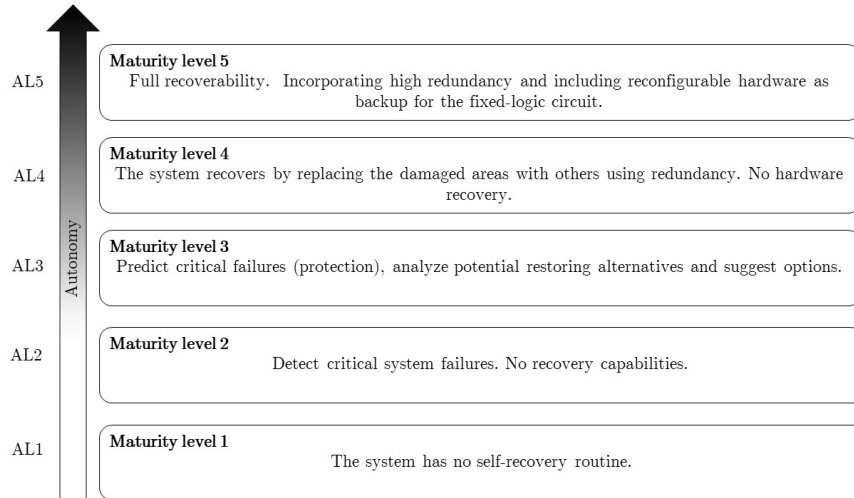 AL5
Maturity level 5
Full recoverability. Incorporating high redundancy and including reconfigurable hardware as
backup for the fixed-logic circuit.
AL4
Maturity level 4
The system recovers by replacing the damaged areas with others using redundancy. No hardware
recovery.
Autonomy
AL3
Maturity level 3
Predict critical failures (protection), analyze potential restoring alternatives and suggest options.
AL2
Maturity level 2
Detect critical system failures. No recovery capabilities.
AL1
Maturity level 1
The system has no self-recovery routine.